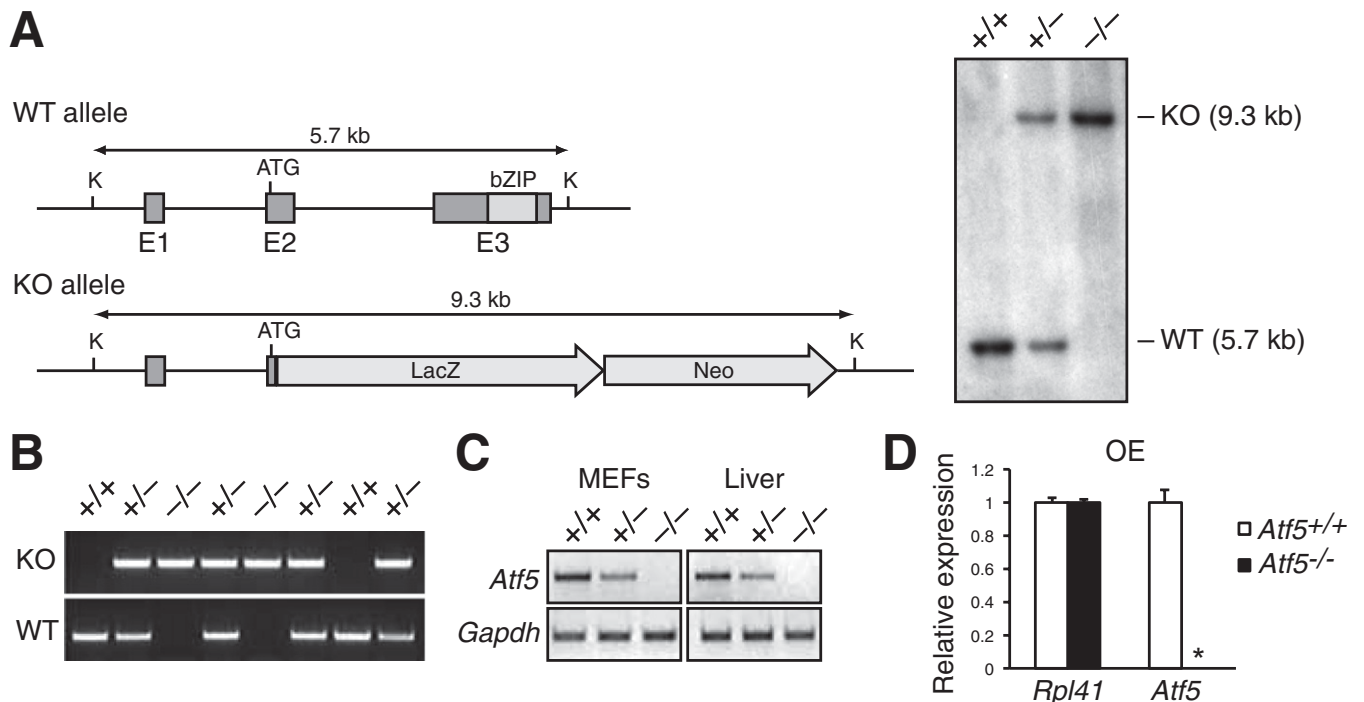 A
WT allele
5.7 kb
K
ATG
bZIP
K
E1
E2
E3
KO allele
9.3 kb
K
ATG
K
LacZ
Neo
+/+ +/- -/-
KO (9.3 kb)
WT (5.7 kb)
B
+/+ +/- -/- +/- -/- +/- +/+ +/-
KO
WT
C
MEFs Liver
+/+ +/- -/- +/+ +/- -/-
Atf5
Gapdh
D
OE
Relative expression
1.2
1
0.8
0.6
0.4
0.2
0
*
Rpl41 Atf5
Atf5+/+
Atf5-/-